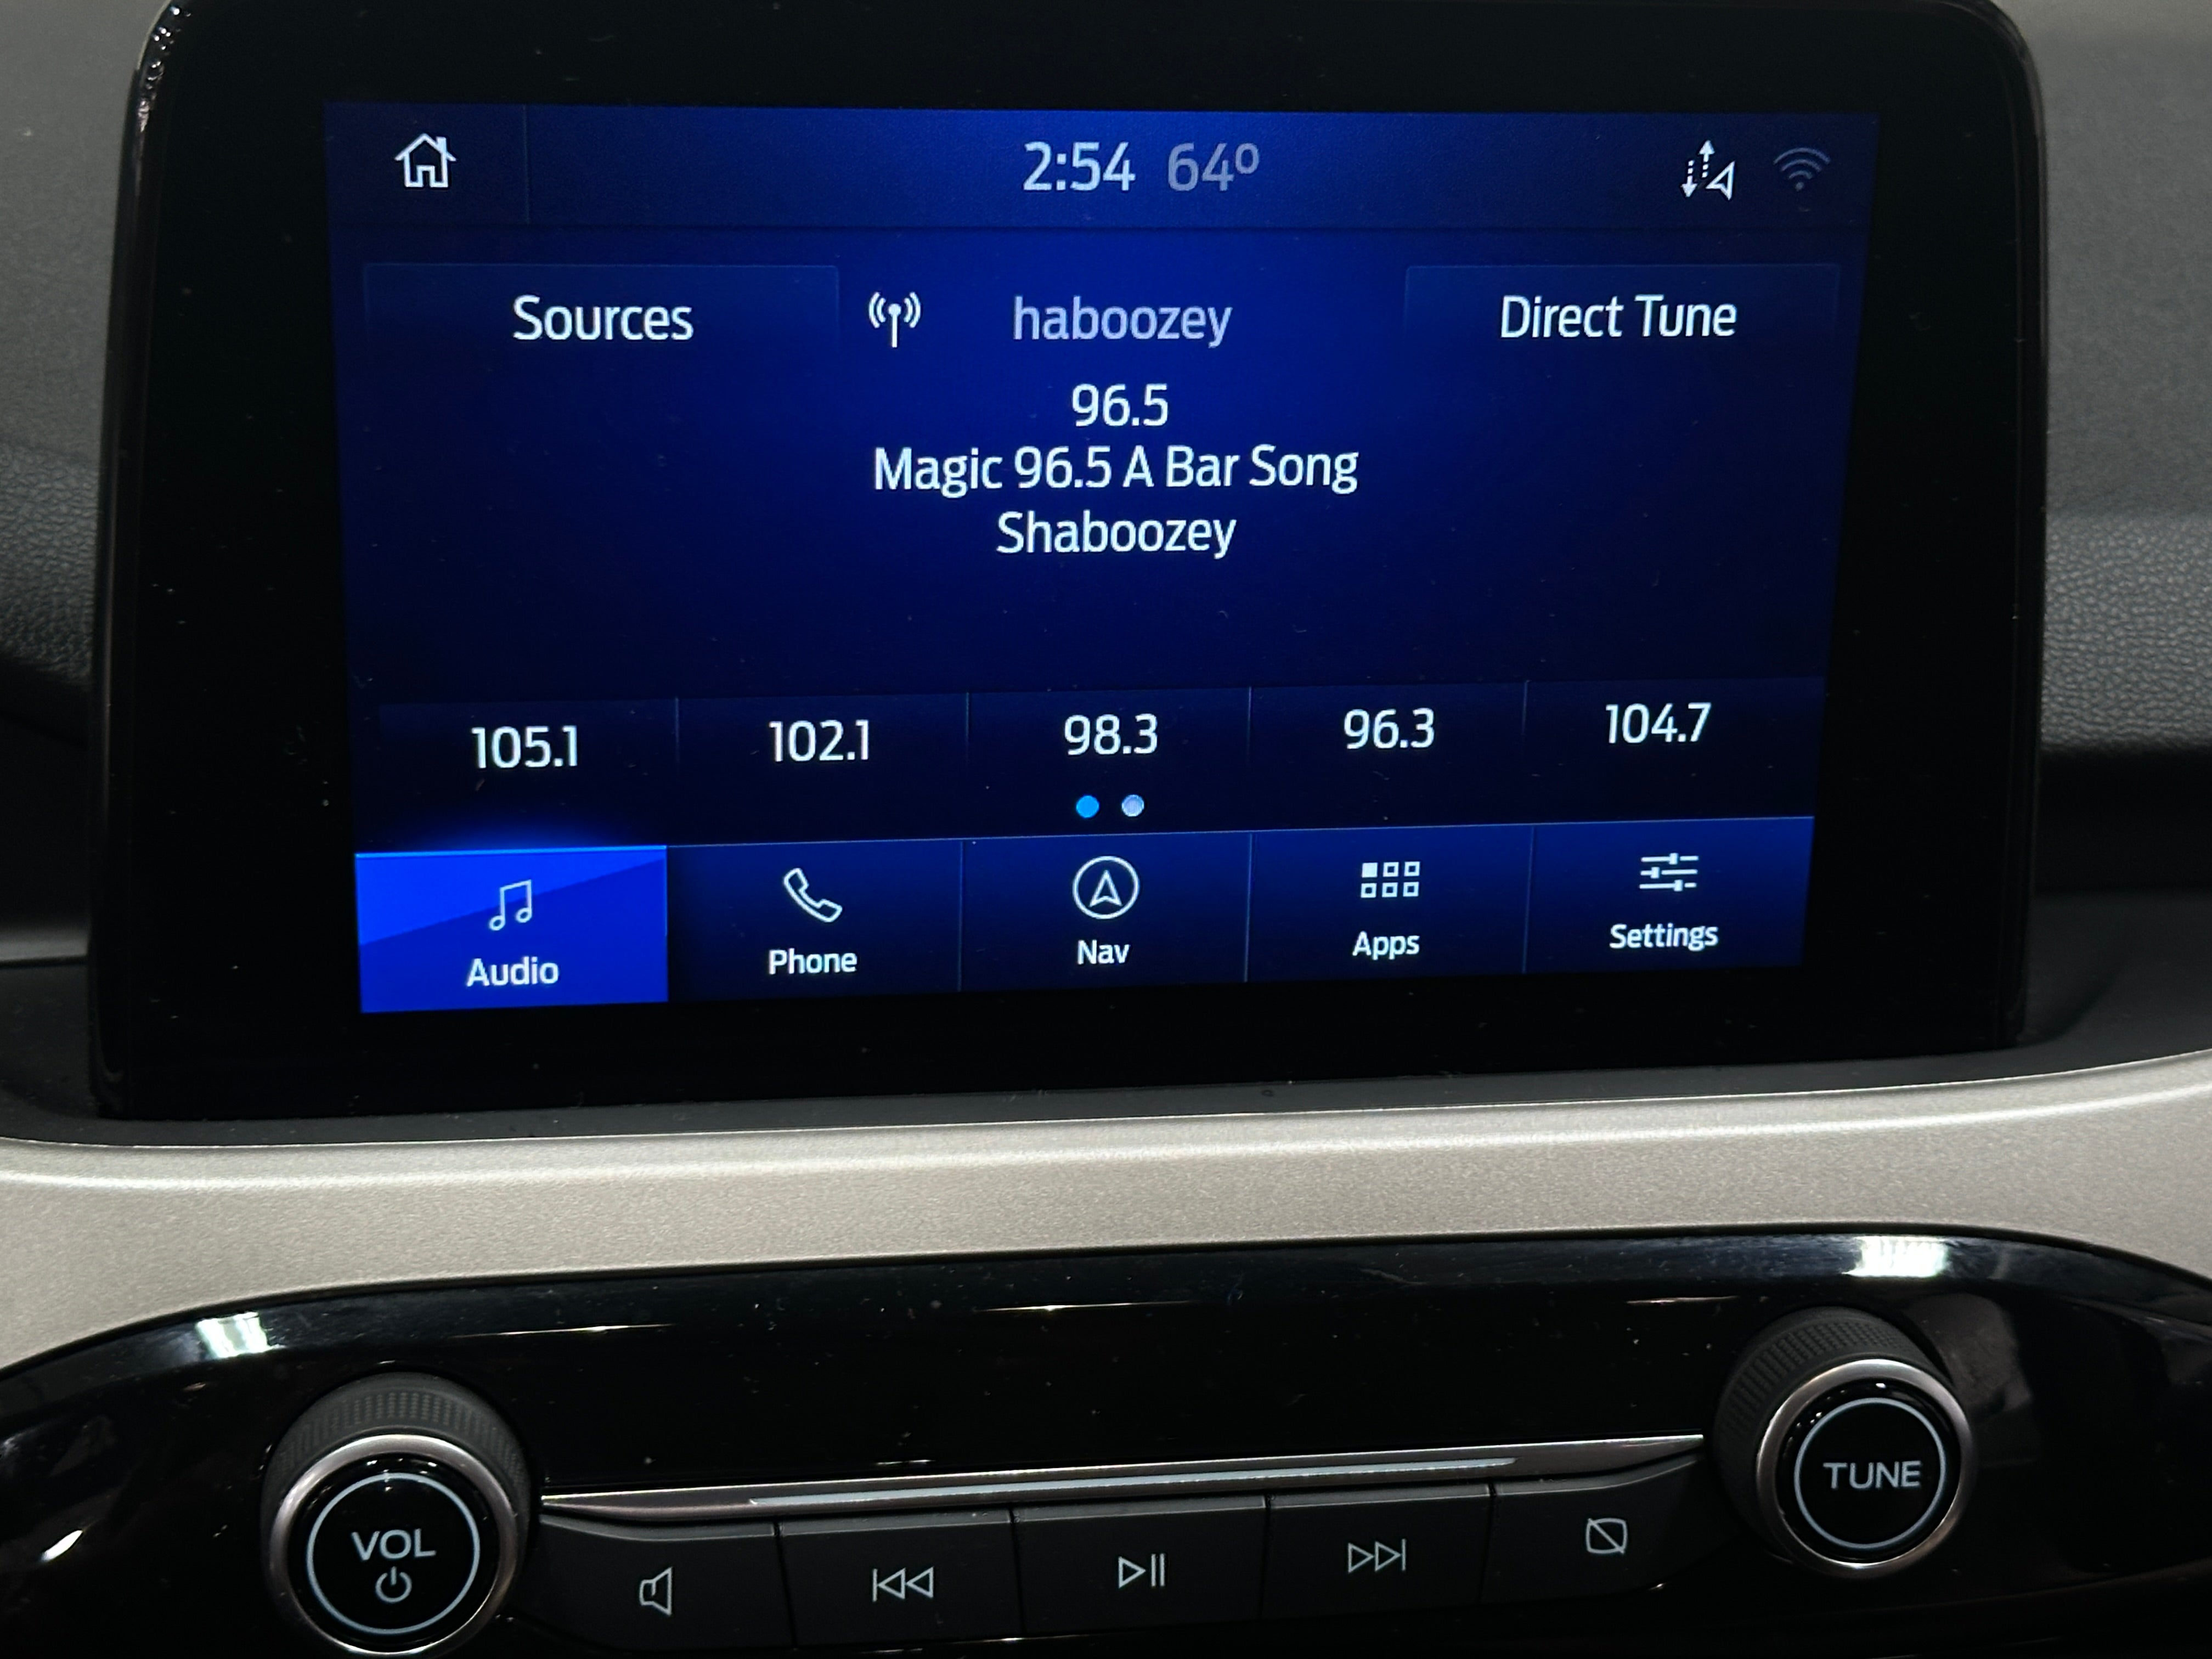 2:54 64º
Sources haboozey Direct Tune
96.5
Magic 96.5 A Bar Song
Shaboozey
105.1 102.1 98.3 96.3 104.7
Audio Phone Nav Apps Settings
VOL TUNE